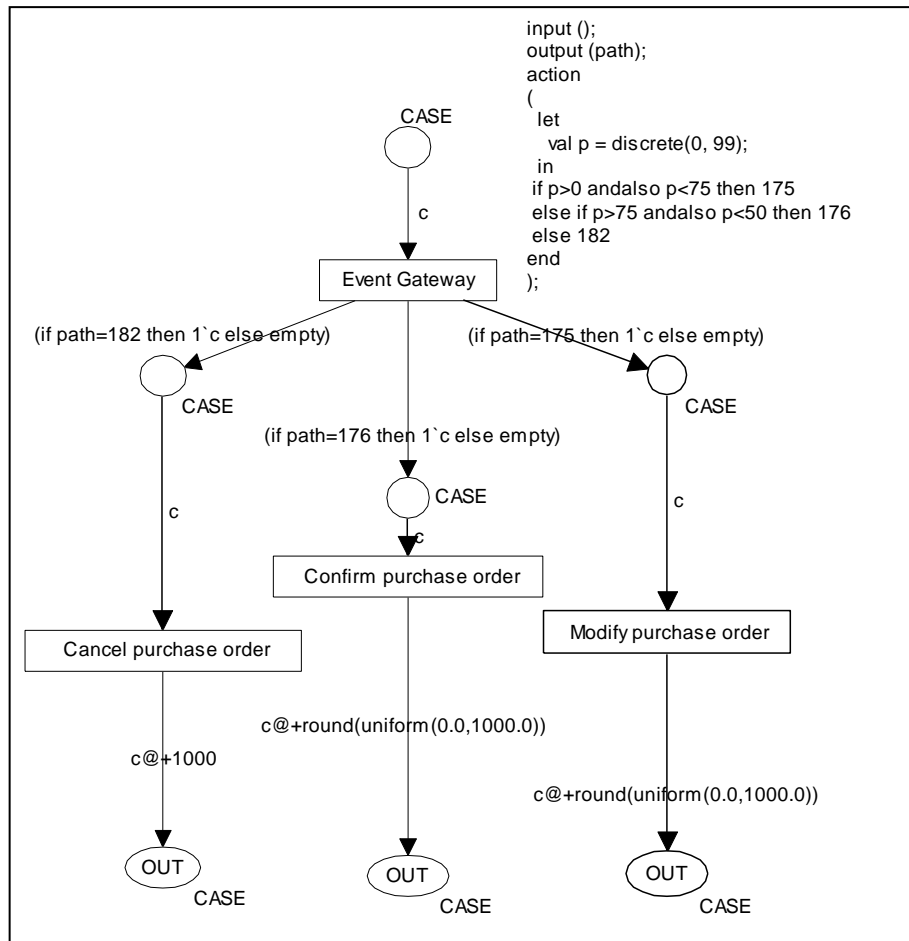 input ();
output (path);
action
(
let
val p = discrete(0, 99);
in
if p>0 andalso p<75 then 175
else if p>75 andalso p<50 then 176
else 182
end
);
CASE
c
Event Gateway
(if path=182 then 1`c else empty)
(if path=175 then 1`c else empty)
CASE
CASE
(if path=176 then 1`c else empty)
CASE
c
c
c
Confirm purchase order
Modify purchase order
Cancel purchase order
c@+round(uniform(0.0,1000.0))
c@+1000
c@+round(uniform(0.0,1000.0))
OUT
OUT
OUT
CASE
CASE
CASE